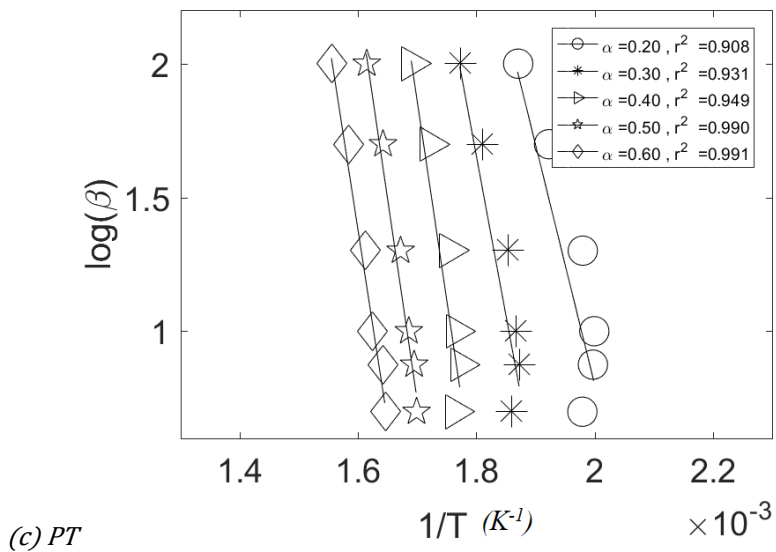 2
1.5
1
log(β)
α =0.20 , r² =0.908
α =0.30 , r² =0.931
α =0.40 , r² =0.949
α =0.50 , r² =0.990
α =0.60 , r² =0.991
1.4 1.6 1.8 2 2.2
1/T (K⁻¹) ×10⁻³
(c) PT